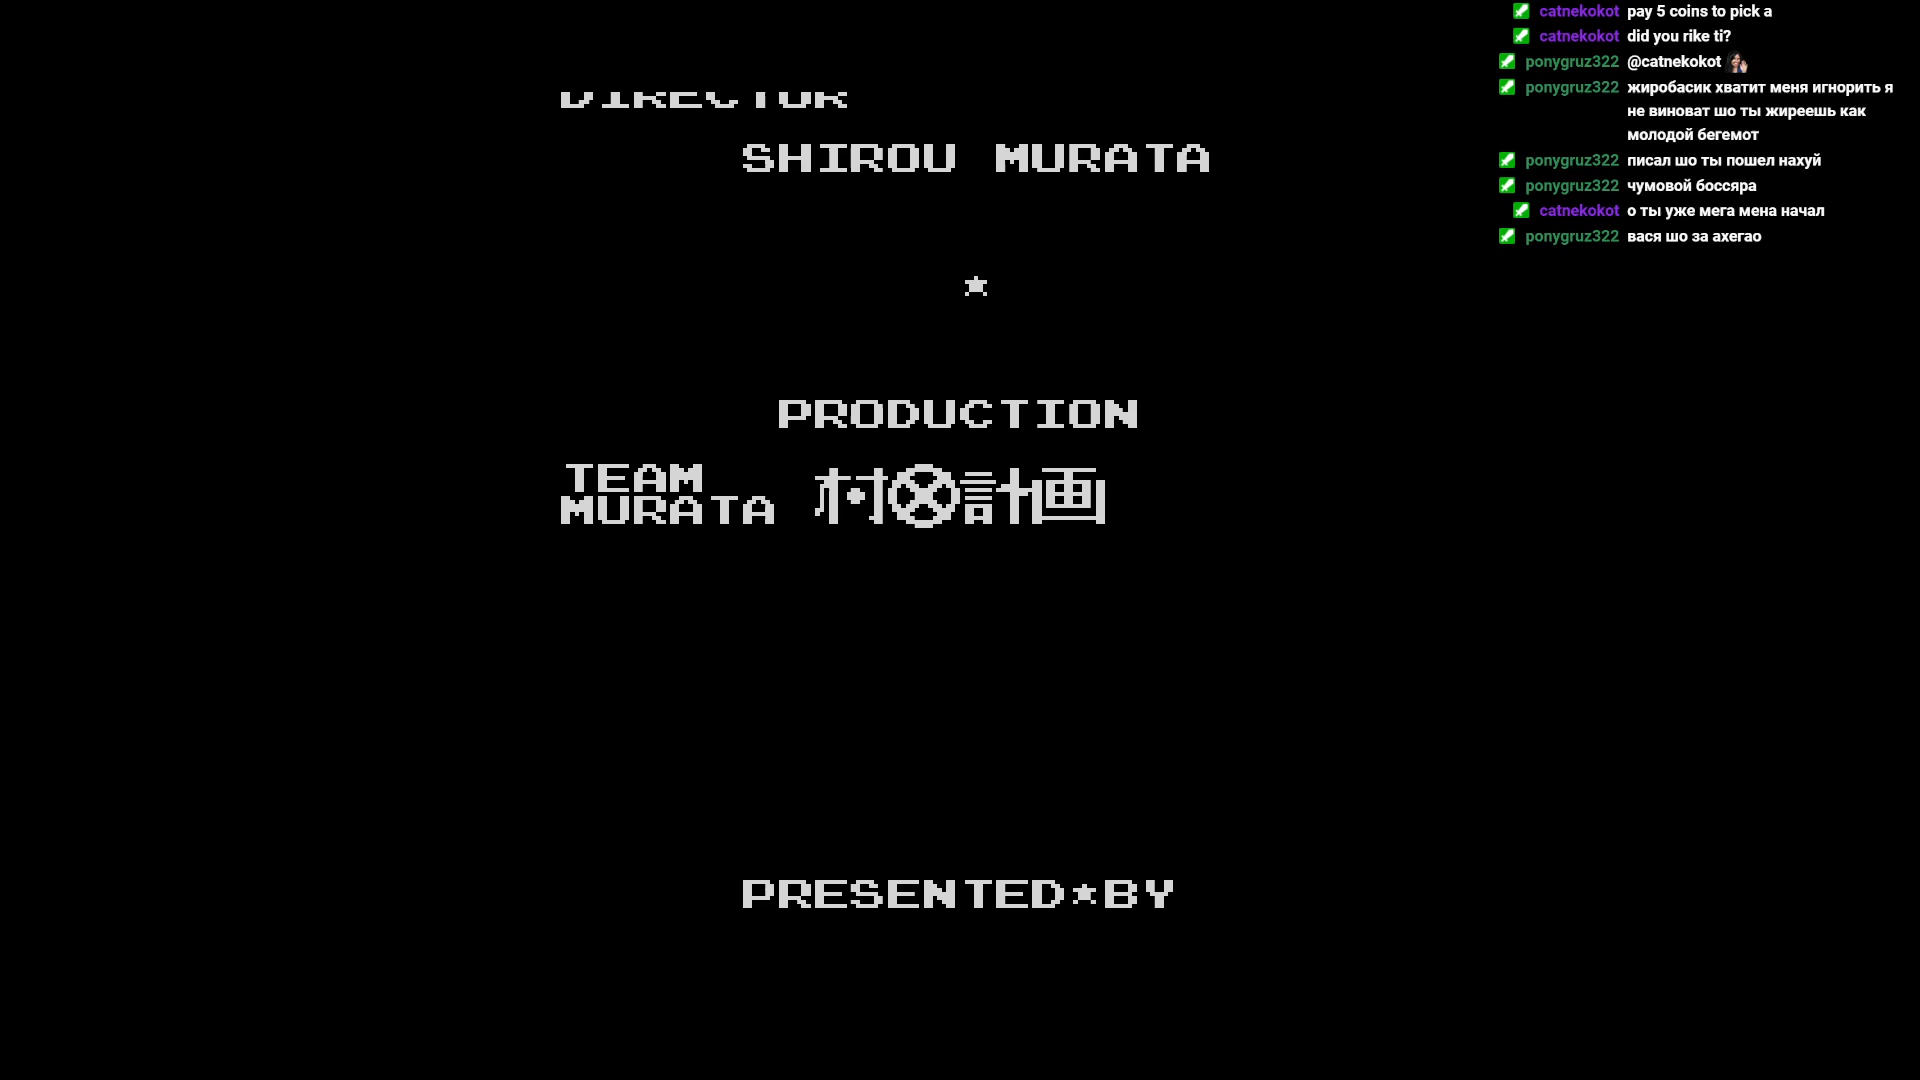 DIRECTOR
SHIROU MURATA
★
PRODUCTION
TEAM
MURATA
村田計画
PRESENTED★BY
catnekokot pay 5 coins to pick a
catnekokot did you rike ti?
ponygruz322 @catnekokot
ponygruz322 жиробасик хватит меня игнорить я
не виноват шо ты жиреешь как
молодой бегемот
ponygruz322 писал шо ты пошел нахуй
ponygruz322 чумовой боссяра
catnekokot о ты уже мега мена начал
ponygruz322 вася шо за ахегао